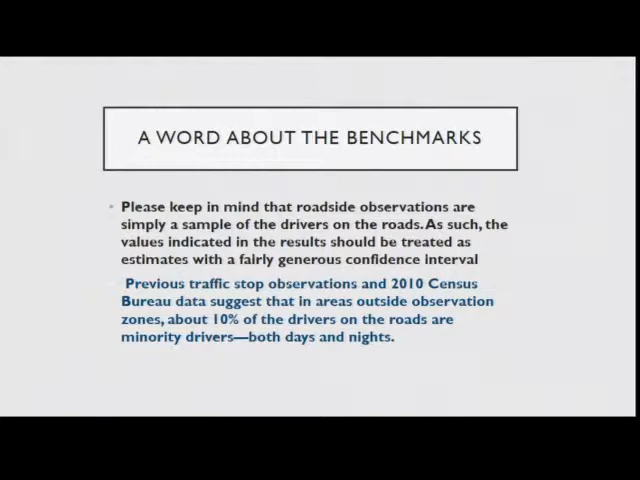 A WORD ABOUT THE BENCHMARKS
Please keep in mind that roadside observations are
simply a sample of the drivers on the roads. As such, the
values indicated in the results should be treated as
estimates with a fairly generous confidence interval
Previous traffic stop observations and 2010 Census
Bureau data suggest that in areas outside observation
zones, about 10% of the drivers on the roads are
minority drivers—both days and nights.